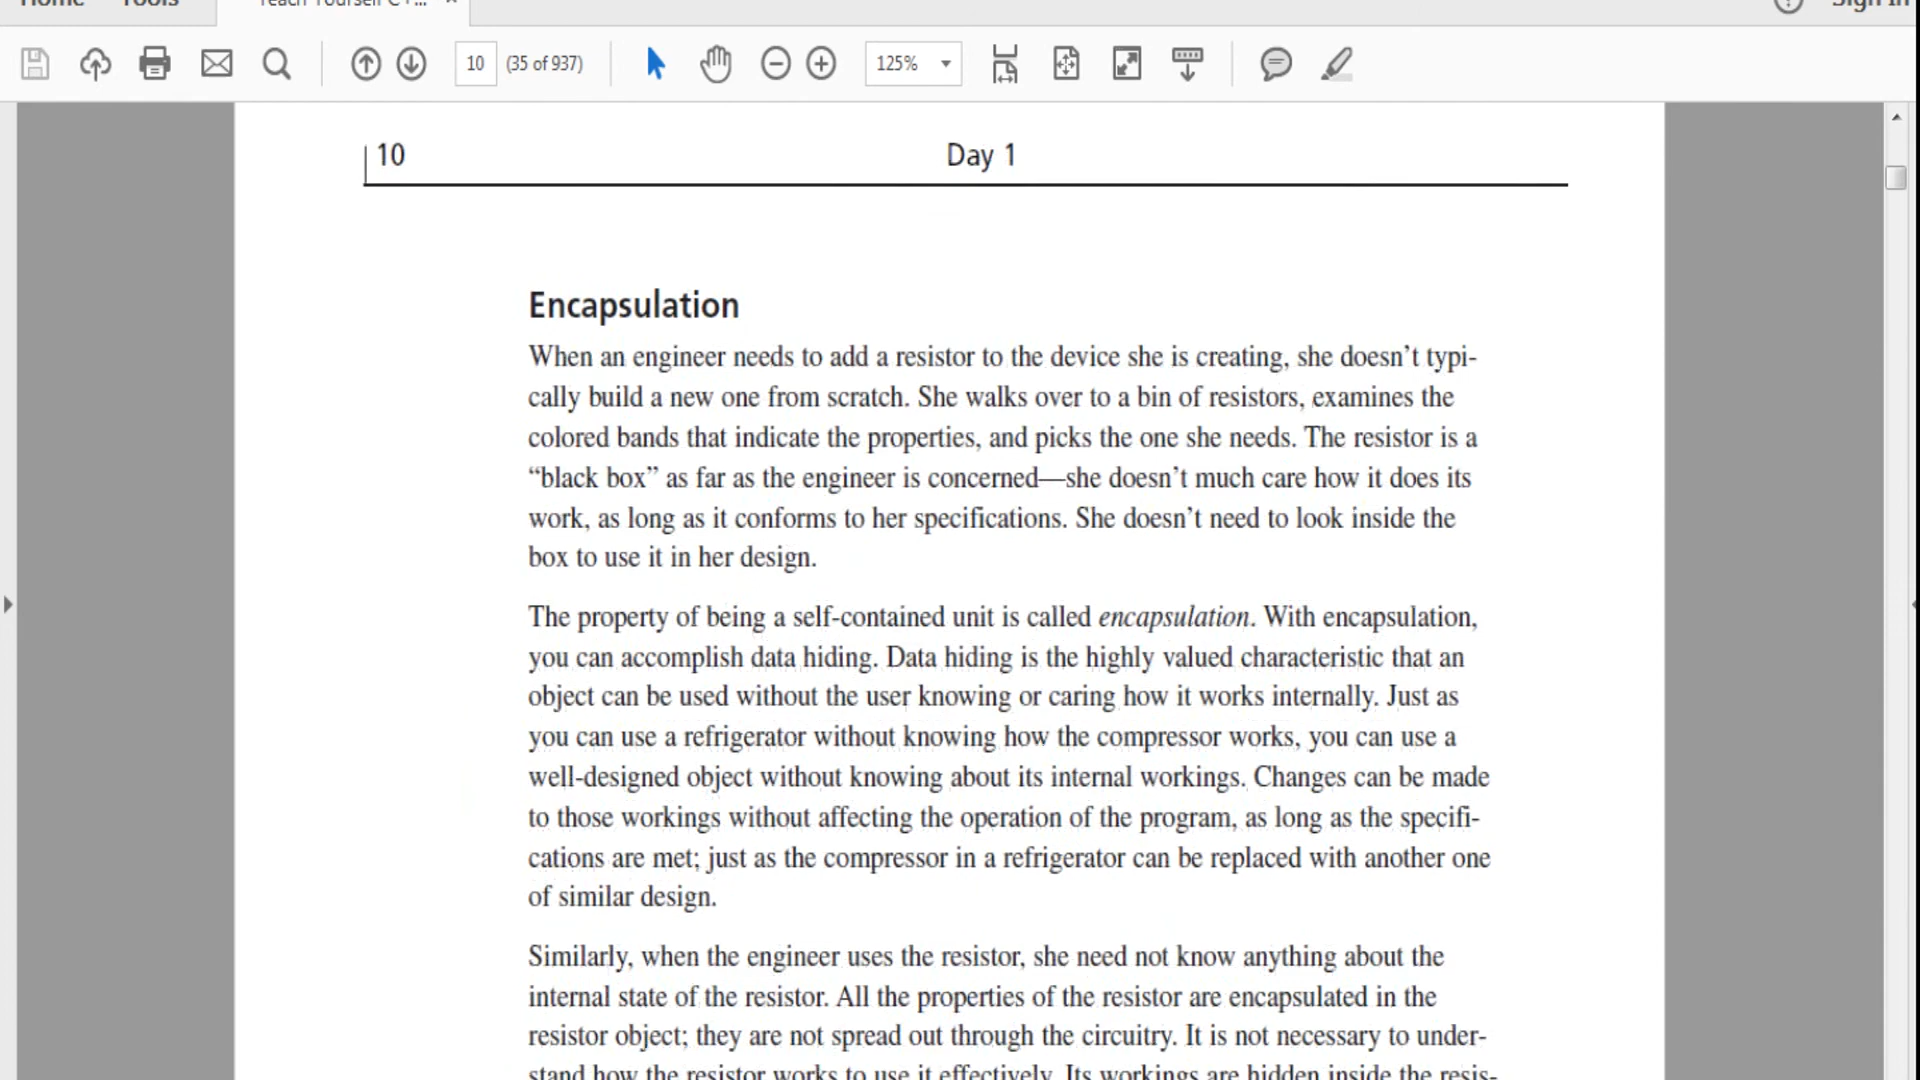 Home Tools Teach Yourself C+... Sign In
10 (35 of 937) 125%
10 Day 1
Encapsulation
When an engineer needs to add a resistor to the device she is creating, she doesn’t typi-
cally build a new one from scratch. She walks over to a bin of resistors, examines the
colored bands that indicate the properties, and picks the one she needs. The resistor is a
“black box” as far as the engineer is concerned—she doesn’t much care how it does its
work, as long as it conforms to her specifications. She doesn’t need to look inside the
box to use it in her design.
The property of being a self-contained unit is called encapsulation. With encapsulation,
you can accomplish data hiding. Data hiding is the highly valued characteristic that an
object can be used without the user knowing or caring how it works internally. Just as
you can use a refrigerator without knowing how the compressor works, you can use a
well-designed object without knowing about its internal workings. Changes can be made
to those workings without affecting the operation of the program, as long as the specifi-
cations are met; just as the compressor in a refrigerator can be replaced with another one
of similar design.
Similarly, when the engineer uses the resistor, she need not know anything about the
internal state of the resistor. All the properties of the resistor are encapsulated in the
resistor object; they are not spread out through the circuitry. It is not necessary to under-
stand how the resistor works to use it effectively. Its workings are hidden inside the resis-